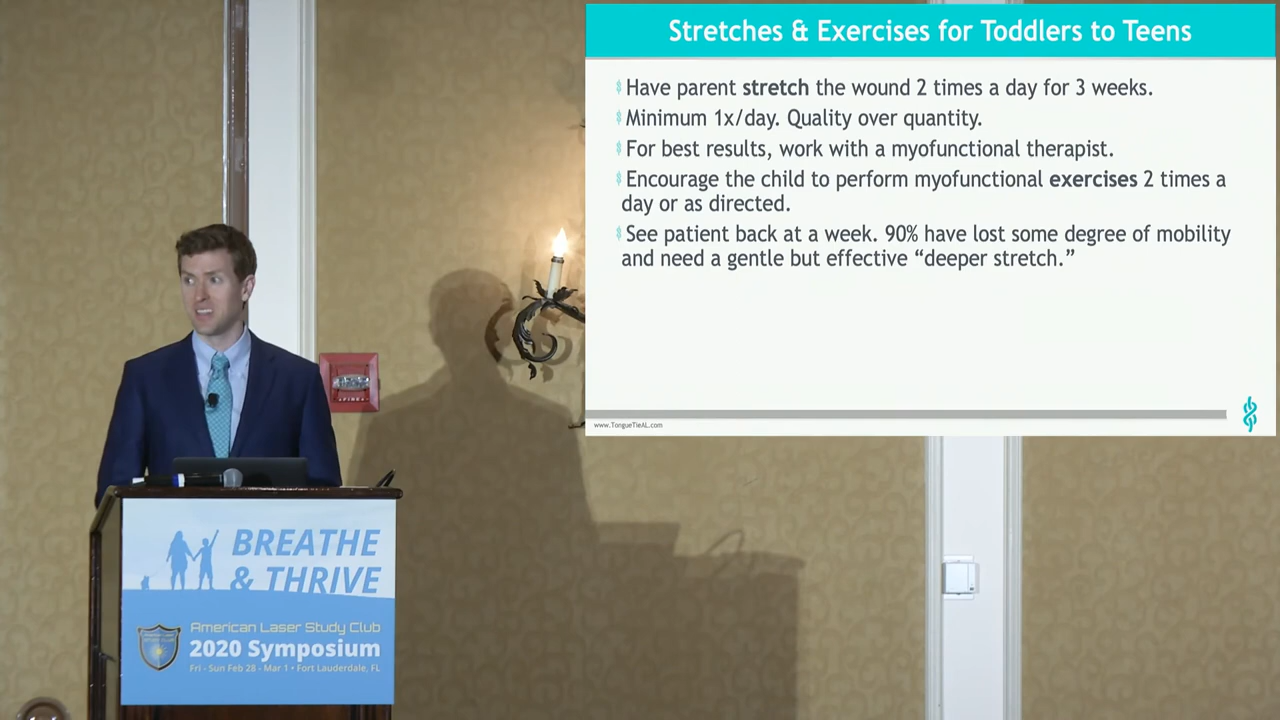 Stretches & Exercises for Toddlers to Teens
Have parent stretch the wound 2 times a day for 3 weeks.
Minimum 1x/day. Quality over quantity.
For best results, work with a myofunctional therapist.
Encourage the child to perform myofunctional exercises 2 times a
day or as directed.
See patient back at a week. 90% have lost some degree of mobility
and need a gentle but effective “deeper stretch.”
www.TongueTieAL.com
BREATHE
& THRIVE
American Laser Study Club
2020 Symposium
Fri - Sun Feb 28 - Mar 1 • Fort Lauderdale, FL
FIRE